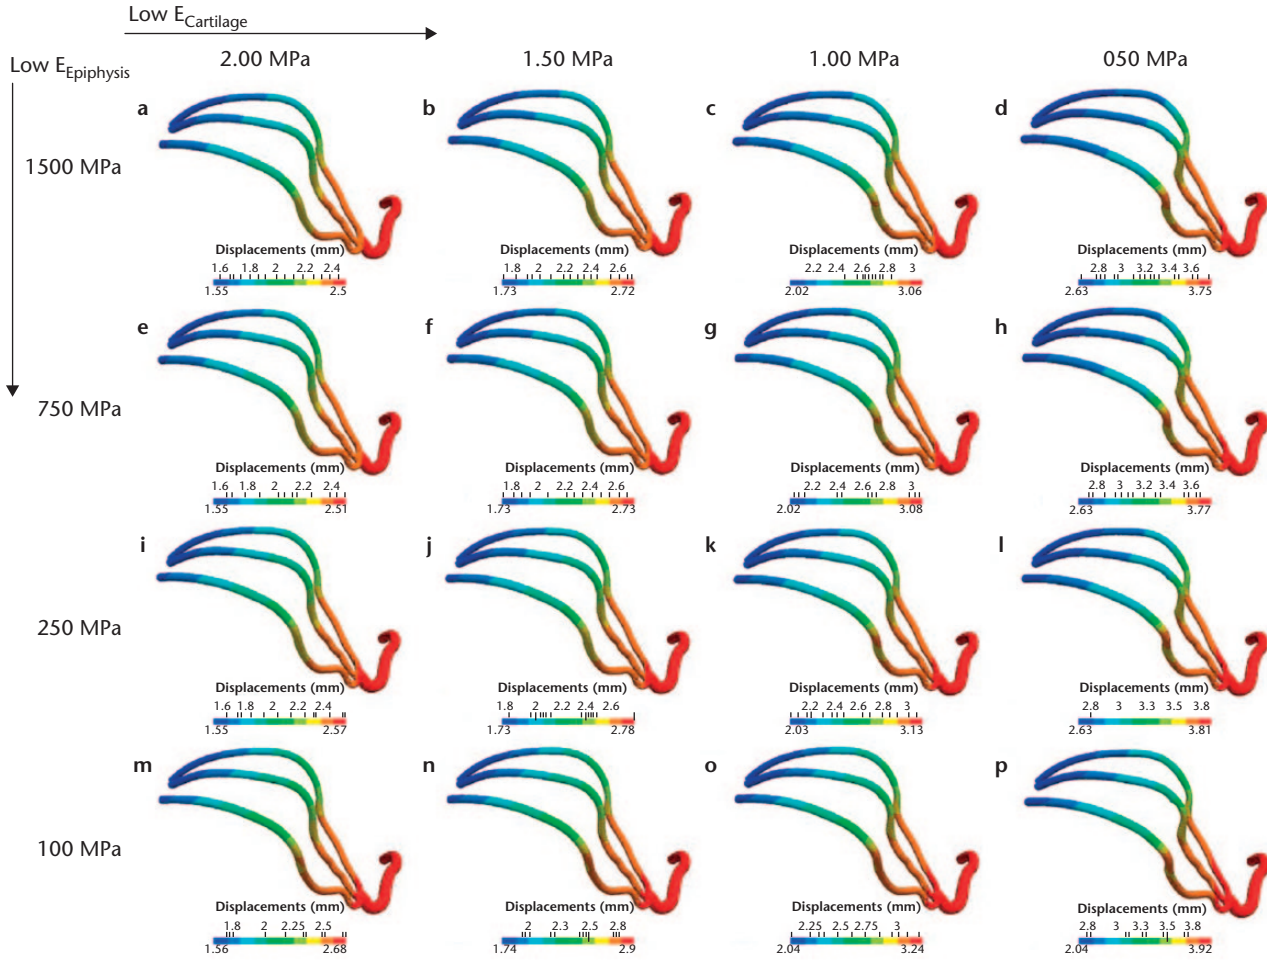 Low E_Cartilage
Low E_Epiphysis
2.00 MPa 1.50 MPa 1.00 MPa 050 MPa
1500 MPa
a b c d
Displacements (mm) Displacements (mm) Displacements (mm) Displacements (mm)
1.6 1.8 2 2.2 2.4 1.8 2 2.2 2.4 2.6 2.2 2.4 2.6 2.8 3 2.8 3 3.2 3.4 3.6
1.55 2.5 1.73 2.72 2.02 3.06 2.63 3.75
750 MPa
e f g h
Displacements (mm) Displacements (mm) Displacements (mm) Displacements (mm)
1.6 1.8 2 2.2 2.4 1.8 2 2.2 2.4 2.6 2.2 2.4 2.6 2.8 3 2.8 3 3.2 3.4 3.6
1.55 2.51 1.73 2.73 2.02 3.08 2.63 3.77
250 MPa
i j k l
Displacements (mm) Displacements (mm) Displacements (mm) Displacements (mm)
1.6 1.8 2 2.2 2.4 1.8 2 2.2 2.4 2.6 2 2.2 2.4 2.6 2.8 3 2.8 3 3.3 3.5 3.8
1.55 2.57 1.73 2.78 2.03 3.13 2.63 3.81
100 MPa
m n o p
Displacements (mm) Displacements (mm) Displacements (mm) Displacements (mm)
1.8 2 2.25 2.5 2 2.3 2.5 2.8 2.25 2.5 2.75 3 2.8 3 3.3 3.5 3.8
1.56 2.68 1.74 2.9 2.04 3.24 2.04 3.92